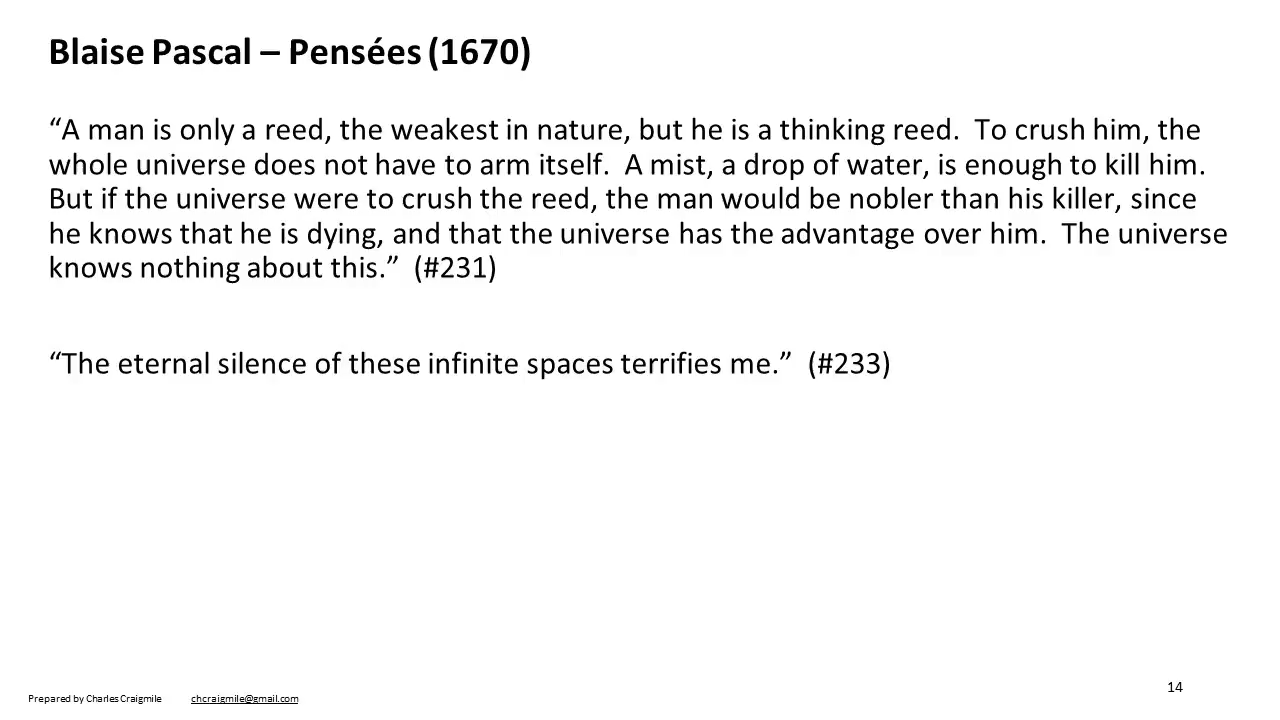 Blaise Pascal – Pensées (1670)
“A man is only a reed, the weakest in nature, but he is a thinking reed.  To crush him, the
whole universe does not have to arm itself.  A mist, a drop of water, is enough to kill him.
But if the universe were to crush the reed, the man would be nobler than his killer, since
he knows that he is dying, and that the universe has the advantage over him.  The universe
knows nothing about this.”  (#231)
“The eternal silence of these infinite spaces terrifies me.”  (#233)
14
Prepared by Charles Craigmile chcraigmile@gmail.com